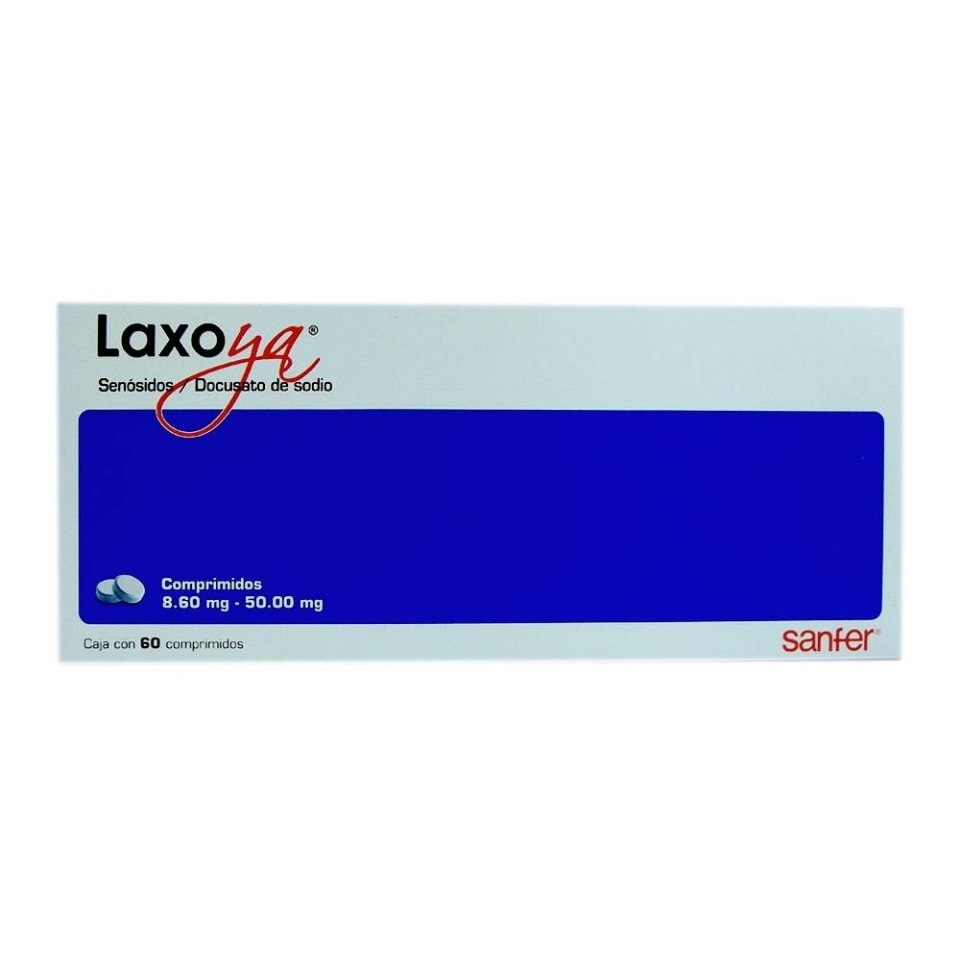 Laxoya®
Senósidos / Docusato de sodio
Comprimidos
8.60 mg - 50.00 mg
Caja con 60 comprimidos
sanfer®